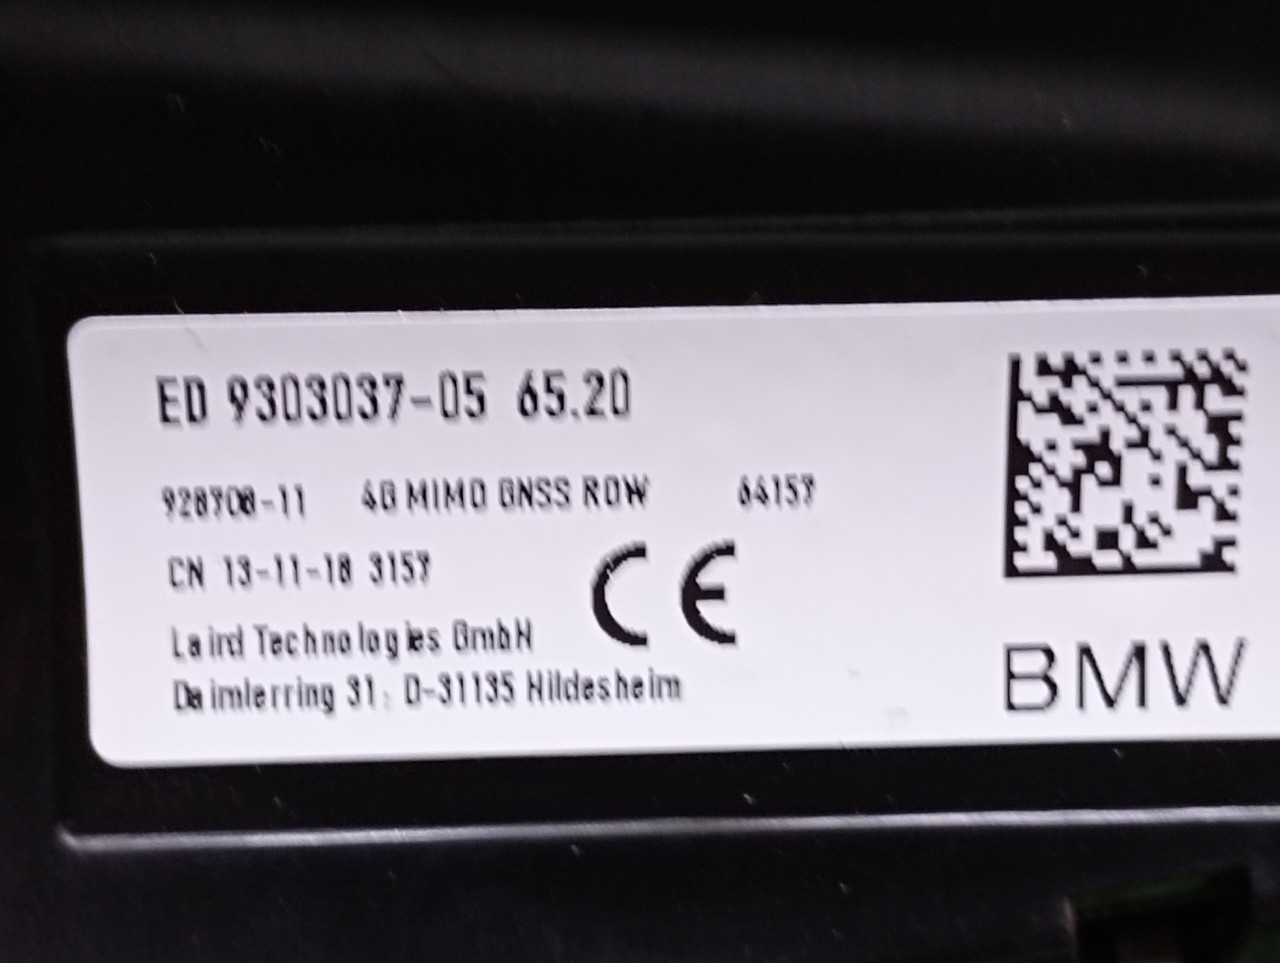 ED 9303037-05 65.20
928708-11 4G MIMO GNSS ROW 64157
CN 13-11-18 3157
CE
Laird Technologies GmbH
Daimlerring 31, D-31135 Hildesheim
BMW